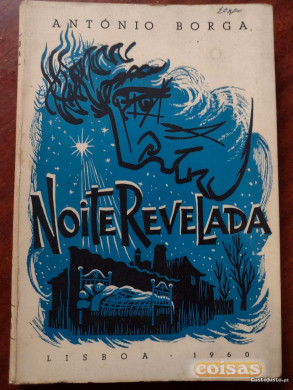 ANTÓNIO BORGA
NOITE REVELADA
LISBOA · 1960
coisas